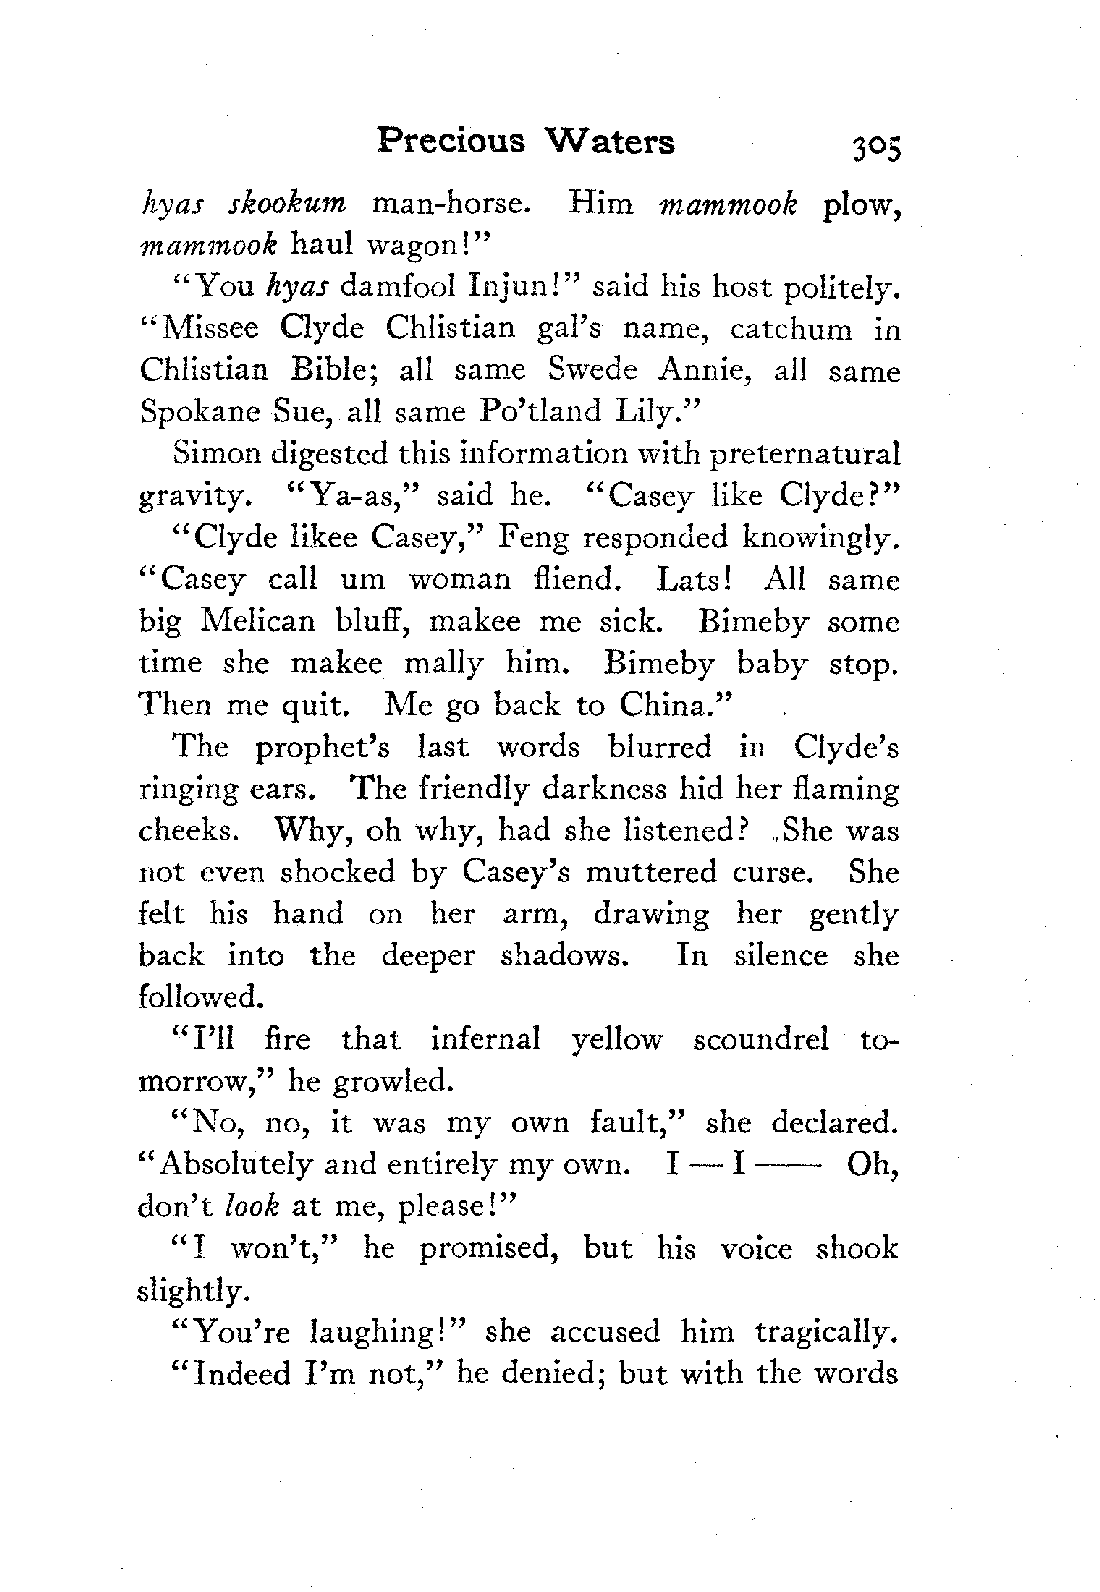 Precious Waters 305
hyas skookum man-horse. Him mammook plow,
mammook haul wagon!”
“You hyas damfool Injun!” said his host politely.
“Missee Clyde Chlistian gal’s name, catchum in
Chlistian Bible; all same Swede Annie, all same
Spokane Sue, all same Po’tland Lily.”
Simon digested this information with preternatural
gravity. “Ya-as,” said he. “Casey like Clyde?”
“Clyde likee Casey,” Feng responded knowingly.
“Casey call um woman fliend. Lats! All same
big Melican bluff, makee me sick. Bimeby some
time she makee mally him. Bimeby baby stop.
Then me quit. Me go back to China.”
The prophet’s last words blurred in Clyde’s
ringing ears. The friendly darkness hid her flaming
cheeks. Why, oh why, had she listened? She was
not even shocked by Casey’s muttered curse. She
felt his hand on her arm, drawing her gently
back into the deeper shadows. In silence she
followed.
“I’ll fire that infernal yellow scoundrel to-
morrow,” he growled.
“No, no, it was my own fault,” she declared.
“Absolutely and entirely my own. I — I —— Oh,
don’t look at me, please!”
“I won’t,” he promised, but his voice shook
slightly.
“You’re laughing!” she accused him tragically.
“Indeed I’m not,” he denied; but with the words